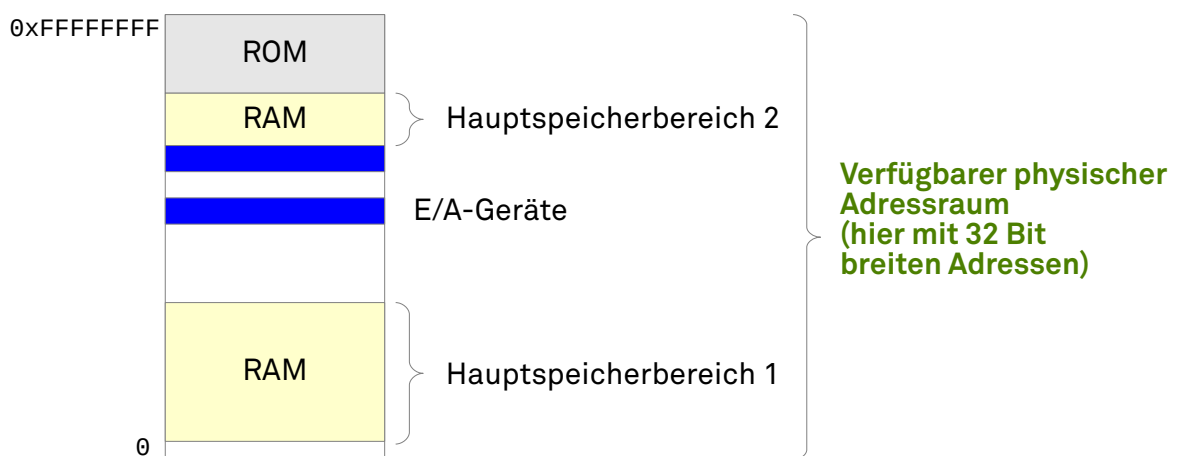 0xFFFFFFFF
ROM
RAM
Hauptspeicherbereich 2
E/A-Geräte
Verfügbarer physischer
Adressraum
(hier mit 32 Bit
breiten Adressen)
RAM
Hauptspeicherbereich 1
0